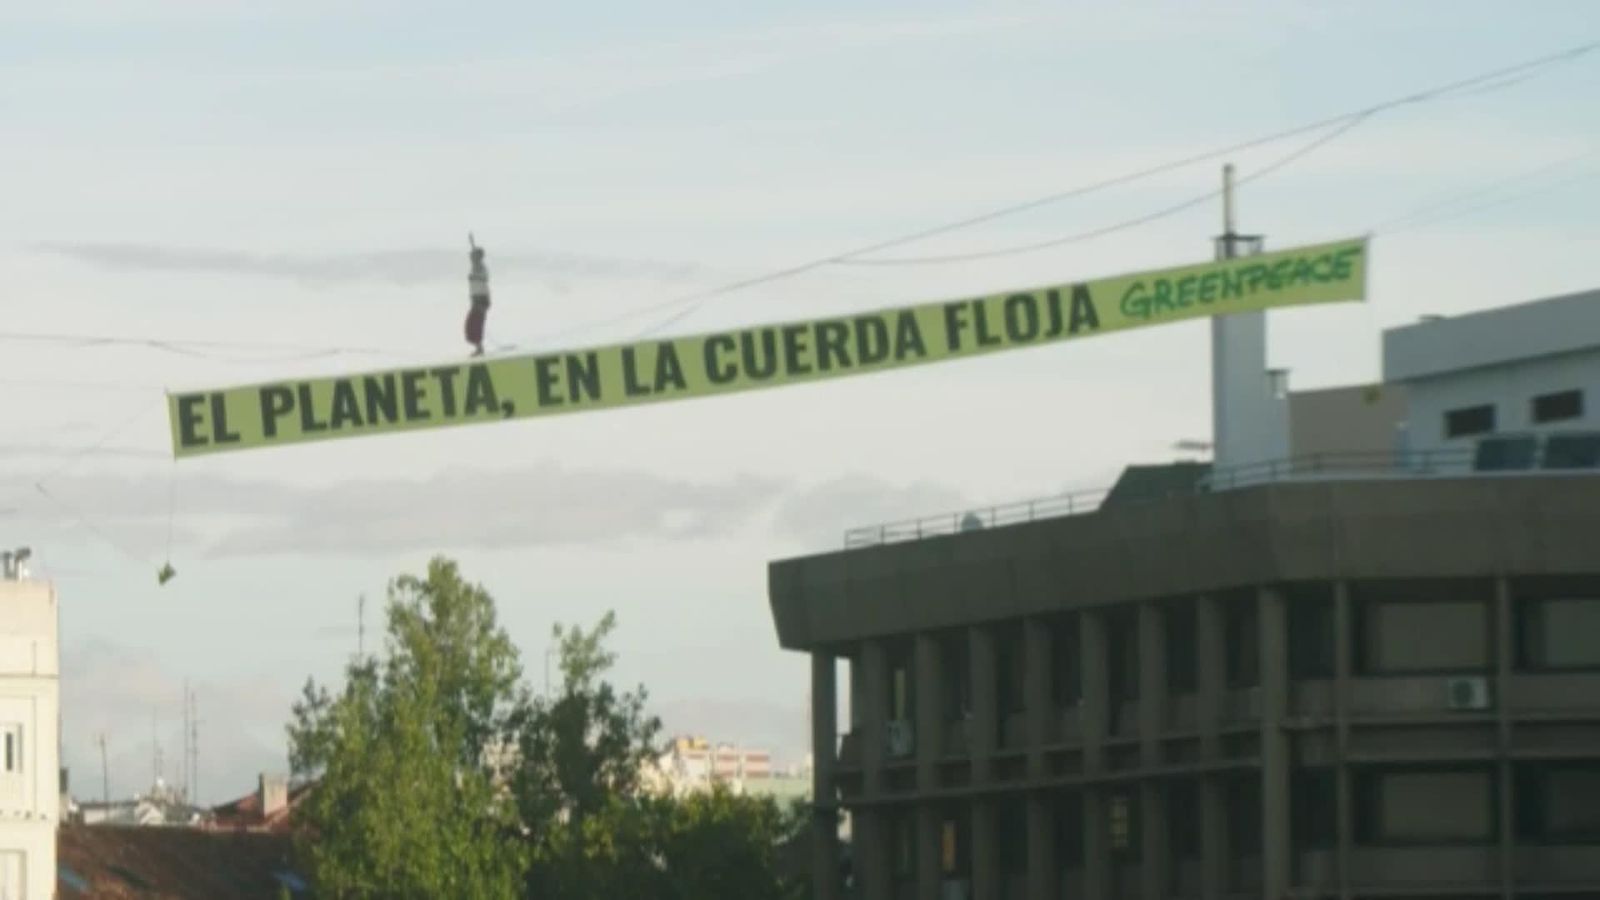 EL PLANETA, EN LA CUERDA FLOJA GREENPEACE